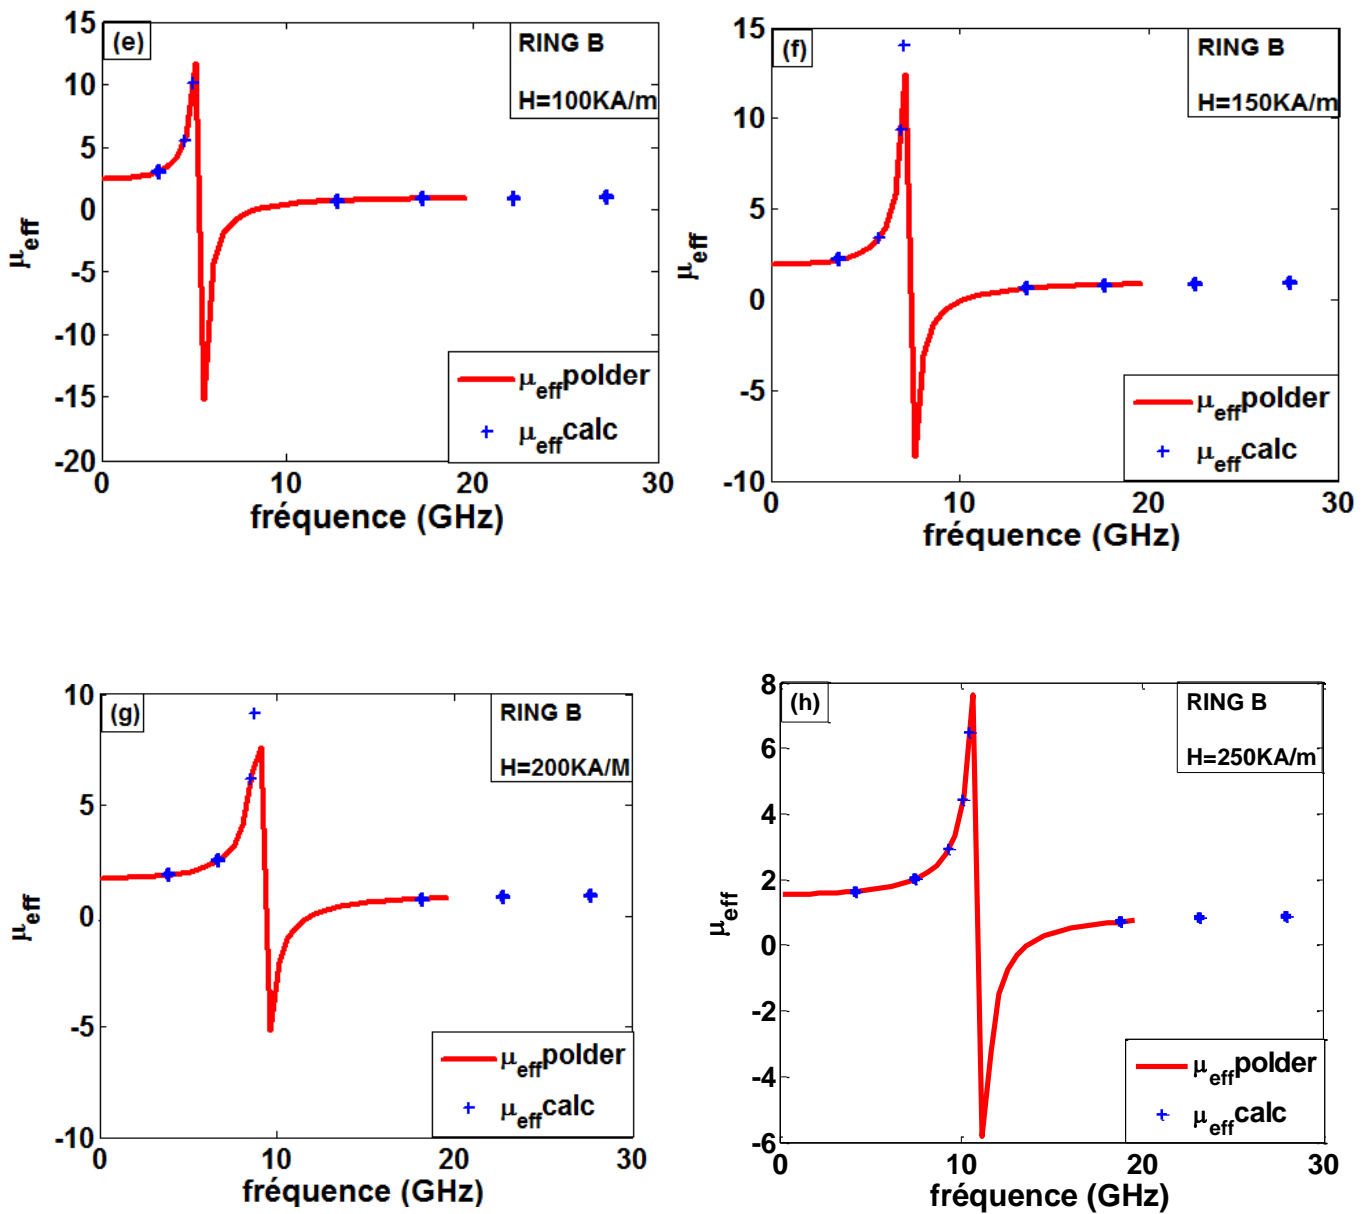 (e)
RING B
H=100KA/m
15
10
5
0
-5
-10
-15
-20
μeff
μeffpolder
μeffcalc
0 10 20 30
fréquence (GHz)
(f)
RING B
H=150KA/m
15
10
5
0
-5
-10
μeff
μeffpolder
μeffcalc
0 10 20 30
fréquence (GHz)
(g)
RING B
H=200KA/M
10
5
0
-5
-10
μeff
μeffpolder
μeffcalc
0 10 20 30
fréquence (GHz)
(h)
RING B
H=250KA/m
8
6
4
2
0
-2
-4
-6
μeff
μeffpolder
μeffcalc
0 10 20 30
fréquence (GHz)